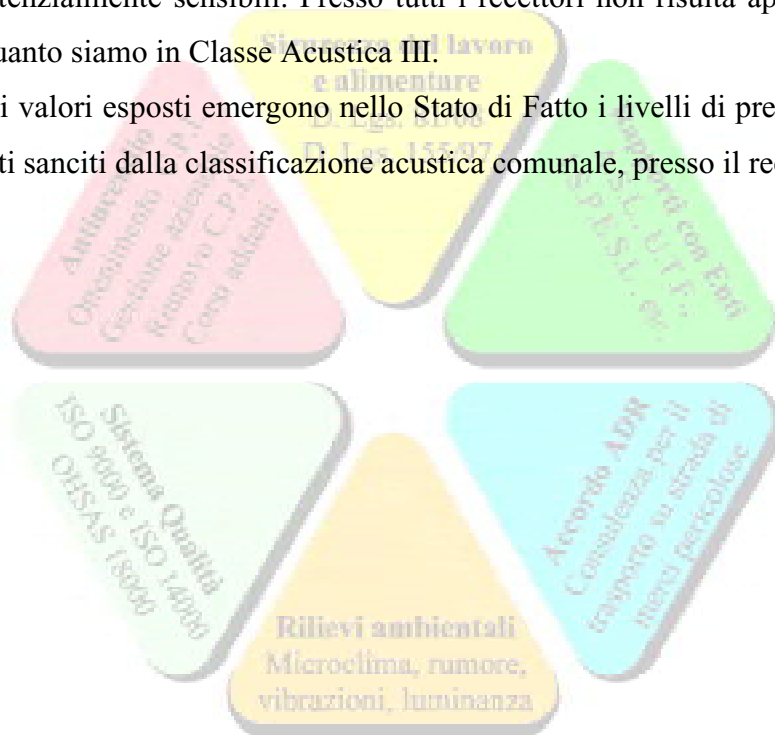 tenzialmente sensibili. Presso tutti i recettori non risulta ap
uanto siamo in Classe Acustica III.
i valori esposti emergono nello Stato di Fatto i livelli di pre
ti sanciti dalla classificazione acustica comunale, presso il re
Sicurezza del lavoro
e alimentare
D. Lgs. 81/08
D. Lgs. 155/97
Antincendio
Ottenimento C.P.I.
Gestione aziendale
Rinnovo C.P.I.
Corso addetti
Rapporti con Enti
A.S.L., U.T.F.,
I.S.P.E.S.L., etc.
Sistema Qualità
ISO 9000 e ISO 14000
OHSAS 18000
Accordo ADR
Consulenza per il
trasporto su strada di
merci pericolose
Rilievi ambientali
Microclima, rumore,
vibrazioni, luminanza